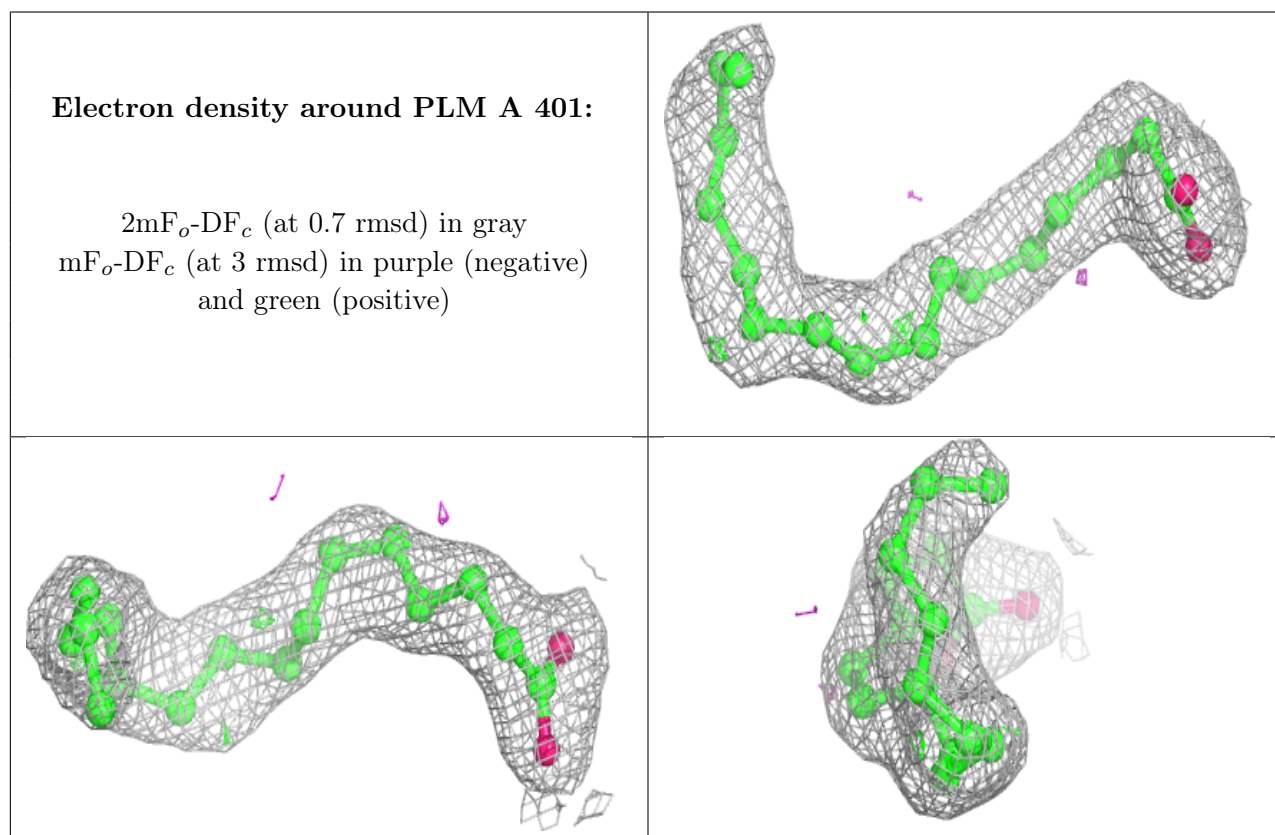 Electron density around PLM A 401:
2mFo-DFc (at 0.7 rmsd) in gray
mFo-DFc (at 3 rmsd) in purple (negative)
and green (positive)